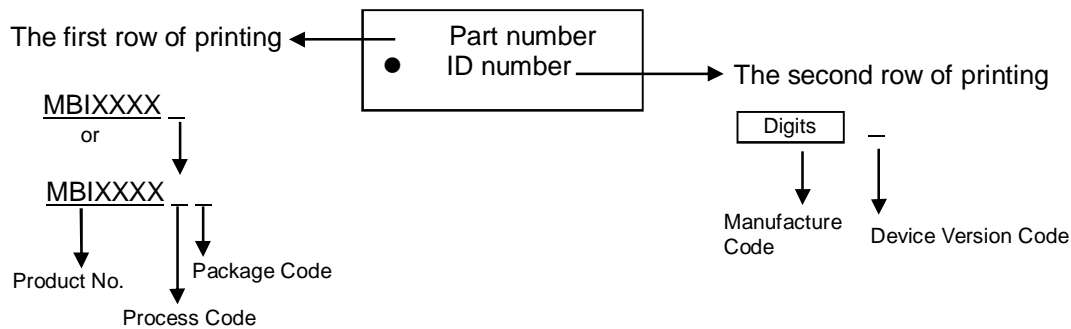 The first row of printing
Part number
ID number
The second row of printing
MBIXXXX _
or
MBIXXXX _ _
Digits _
Product No.
Package Code
Process Code
Manufacture
Code
Device Version Code